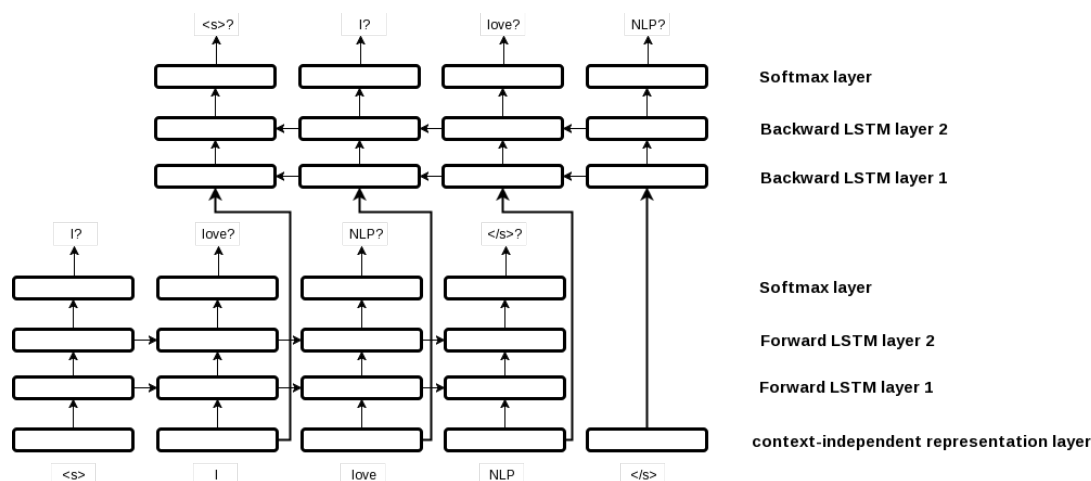 <s>? I? love? NLP?
Softmax layer
Backward LSTM layer 2
Backward LSTM layer 1
I? love? NLP? </s>?
Softmax layer
Forward LSTM layer 2
Forward LSTM layer 1
context-independent representation layer
<s> I love NLP </s>